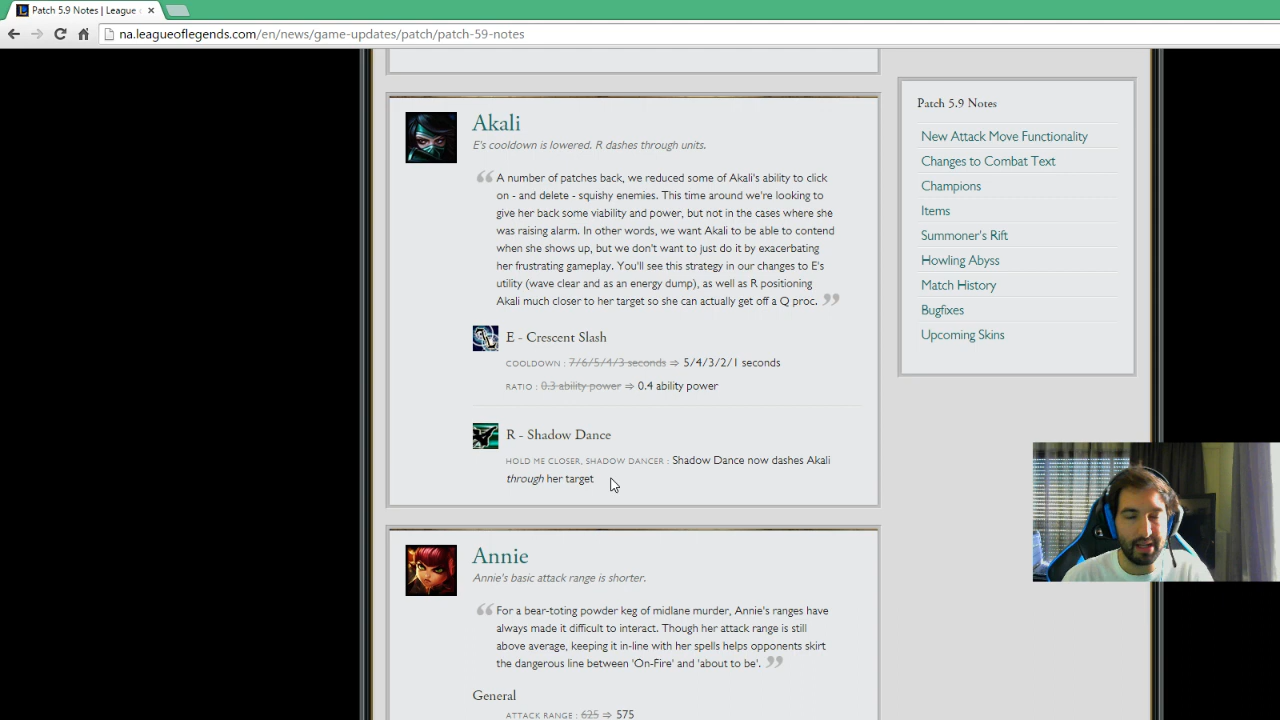 Patch 5.9 Notes | League
na.leagueoflegends.com/en/news/game-updates/patch/patch-59-notes
Akali
E's cooldown is lowered. R dashes through units.
A number of patches back, we reduced some of Akali's ability to click
on - and delete - squishy enemies. This time around we're looking to
give her back some viability and power, but not in the cases where she
was raising alarm. In other words, we want Akali to be able to contend
when she shows up, but we don't want to just do it by exacerbating
her frustrating gameplay. You'll see this strategy in our changes to E's
utility (wave clear and as an energy dump), as well as R positioning
Akali much closer to her target so she can actually get off a Q proc.
E - Crescent Slash
COOLDOWN : 7/6/5/4/3 seconds ⇒ 5/4/3/2/1 seconds
RATIO : 0.3 ability power ⇒ 0.4 ability power
R - Shadow Dance
HOLD ME CLOSER, SHADOW DANCER : Shadow Dance now dashes Akali
through her target
Annie
Annie's basic attack range is shorter.
For a bear-toting powder keg of midlane murder, Annie's ranges have
always made it difficult to interact. Though her attack range is still
above average, keeping it in-line with her spells helps opponents skirt
the dangerous line between 'On-Fire' and 'about to be'.
General
ATTACK RANGE : 625 ⇒ 575
Patch 5.9 Notes
New Attack Move Functionality
Changes to Combat Text
Champions
Items
Summoner's Rift
Howling Abyss
Match History
Bugfixes
Upcoming Skins